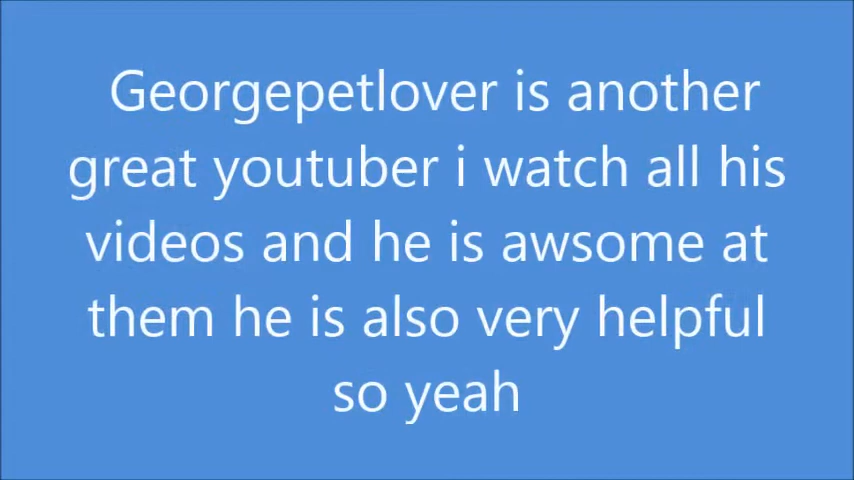 Georgepetlover is another
great youtuber i watch all his
videos and he is awsome at
them he is also very helpful
so yeah